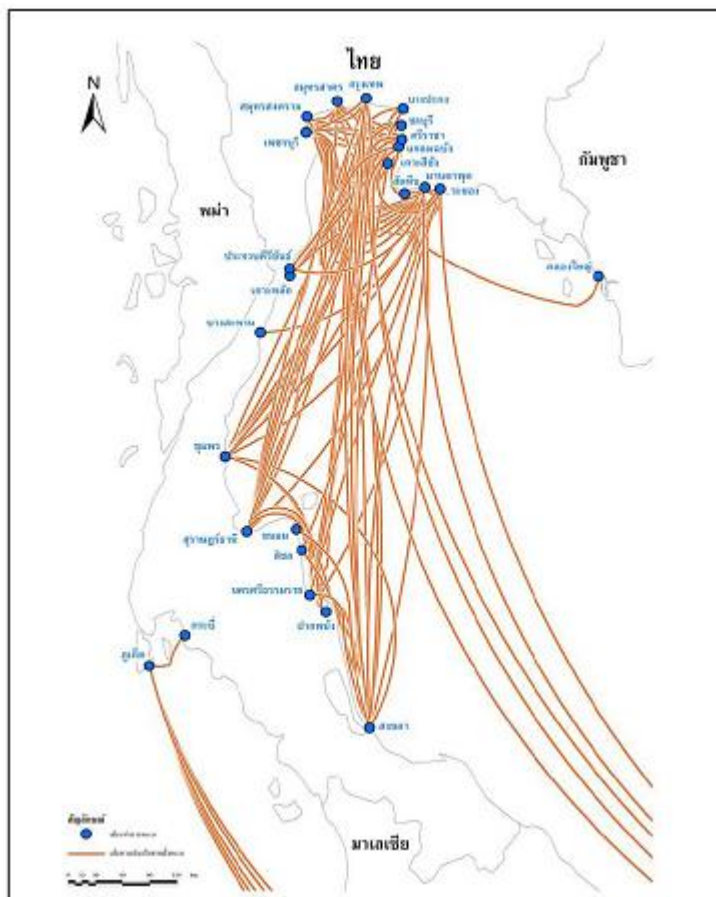 ไทย
N
สมุทรสาคร
กรุงเทพ
บางปะกง
สมุทรสงคราม
ชลบุรี
เพชรบุรี
ศรีราชา
แหลมฉบัง
เกาะสีชัง
กัมพูชา
มาบตาพุด
สัตหีบ
ระยอง
พม่า
ประจวบคีรีขันธ์
คลองใหญ่
เกาะหลัก
บางสะพาน
ชุมพร
ขนอม
สุราษฎร์ธานี
สิชล
นครศรีธรรมราช
ปากพนัง
กระบี่
ภูเก็ต
สงขลา
สัญลักษณ์
มาเลเซีย